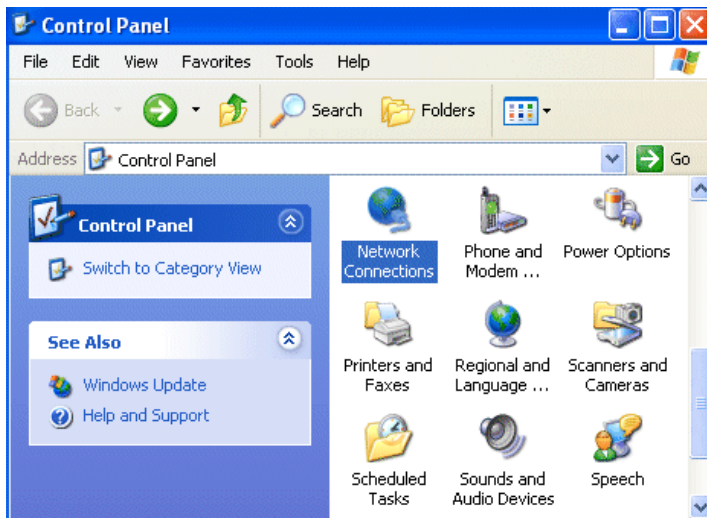 Control Panel
File Edit View Favorites Tools Help
Back Search Folders
Address Control Panel Go
Control Panel
Switch to Category View
See Also
Windows Update
Help and Support
Network
Connections
Phone and
Modem ...
Power Options
Printers and
Faxes
Regional and
Language ...
Scanners and
Cameras
Scheduled
Tasks
Sounds and
Audio Devices
Speech